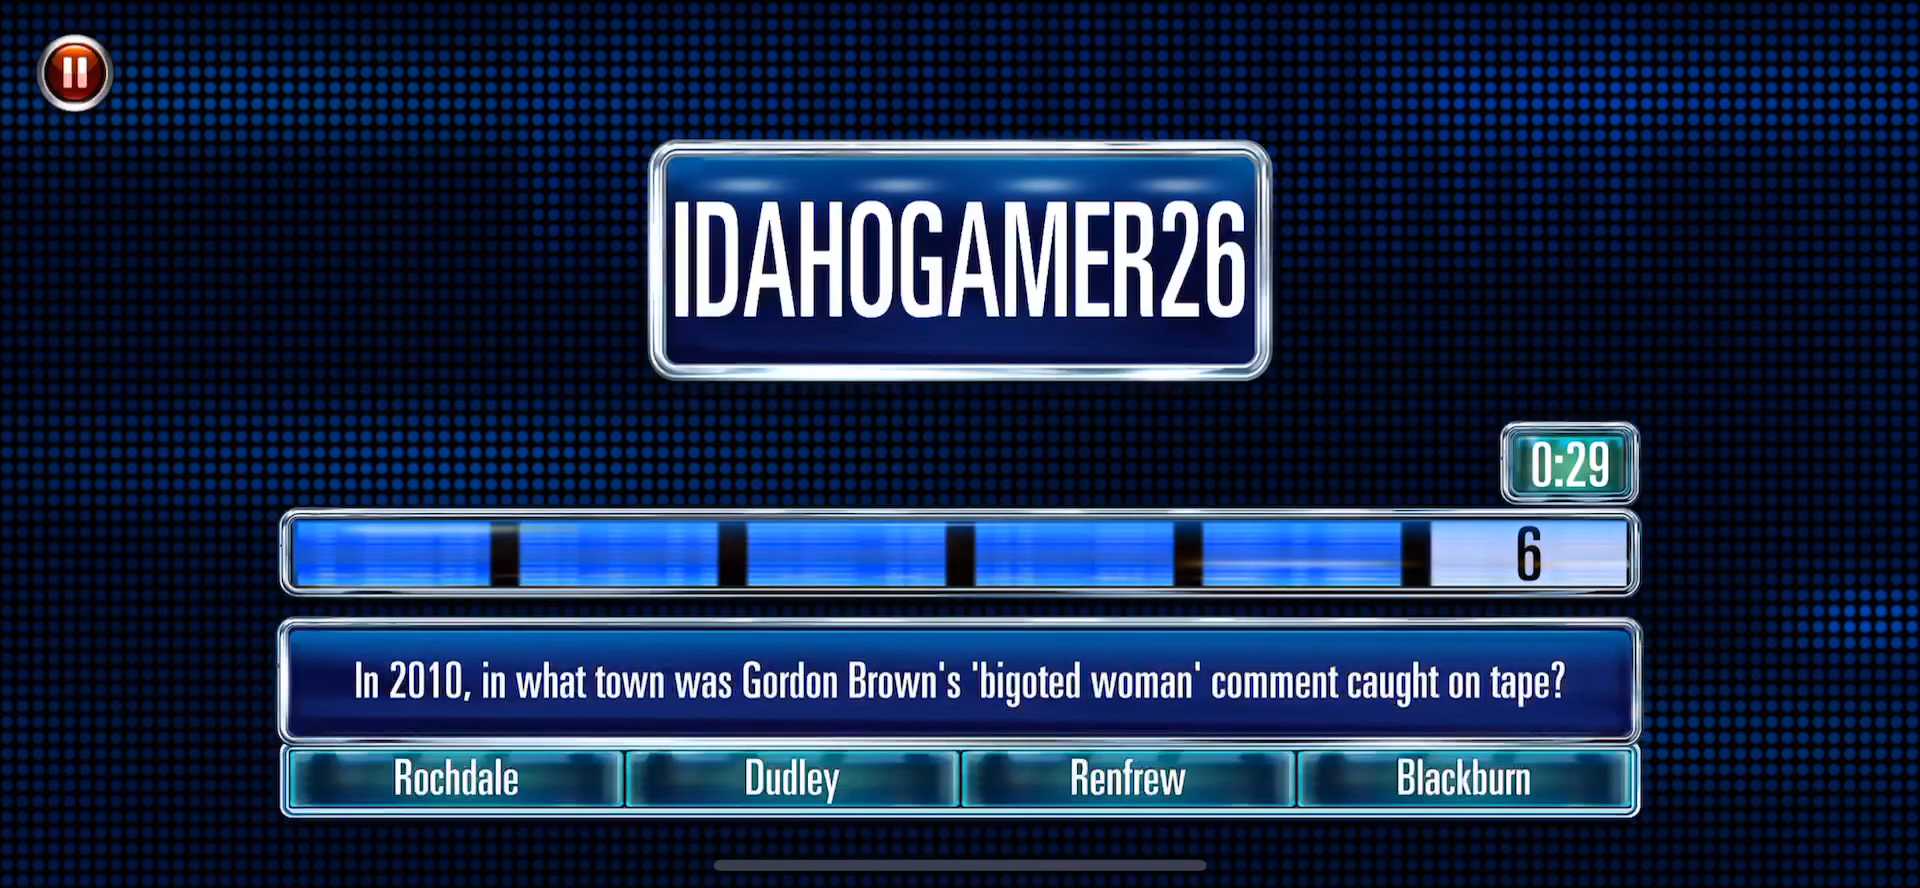 IDAHOGAMER26
0:29
6
In 2010, in what town was Gordon Brown's 'bigoted woman' comment caught on tape?
Rochdale
Dudley
Renfrew
Blackburn